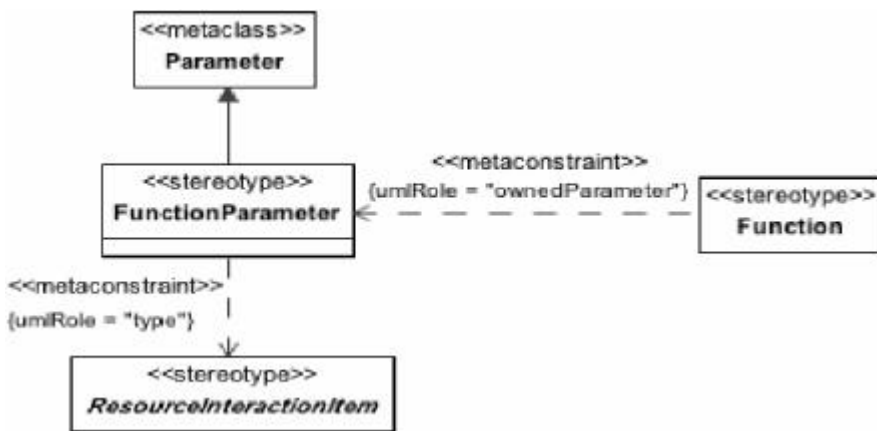 <<metaclass>>
Parameter
<<metaconstraint>>
{umlRole = "ownedParameter"}
<<stereotype>>
FunctionParameter
<<stereotype>>
Function
<<metaconstraint>>
{umlRole = "type"}
<<stereotype>>
ResourceInteractionItem